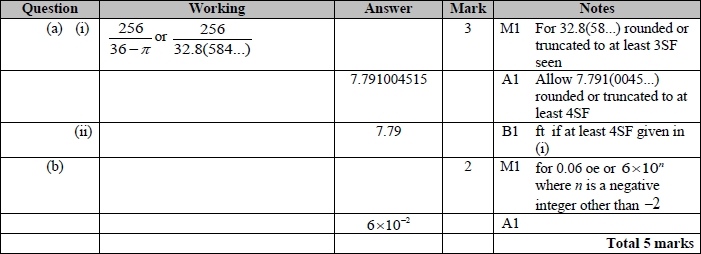 Question Working Answer Mark Notes
(a) (i) 256/(36 − π) or 256/32.8(584...) 3 M1 For 32.8(58...) rounded or
truncated to at least 3SF
seen
7.791004515 A1 Allow 7.791(0045...)
rounded or truncated to at
least 4SF
(ii) 7.79 B1 ft if at least 4SF given in
(i)
(b) 2 M1 for 0.06 oe or 6×10ⁿ
where n is a negative
integer other than −2
6×10⁻² A1
Total 5 marks